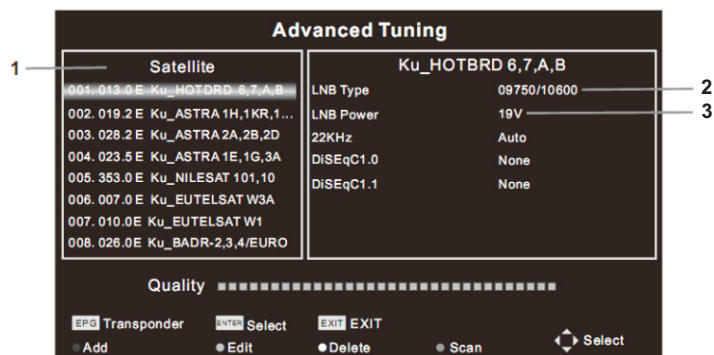 Advanced Tuning
1
Satellite
001. 013.0 E Ku_HOTDRD 6,7,A,B
002. 019.2 E Ku_ASTRA 1H,1KR,1...
003. 028.2 E Ku_ASTRA 2A,2B,2D
004. 023.5 E Ku_ASTRA 1E,1G,3A
005. 353.0 E Ku_NILESAT 101,10
006. 007.0 E Ku_EUTELSAT W3A
007. 010.0E Ku_EUTELSAT W1
008. 026.0E Ku_BADR-2,3,4/EURO
Ku_HOTBRD 6,7,A,B
LNB Type 09750/10600 2
LNB Power 19V 3
22KHz Auto
DiSEqC1.0 None
DiSEqC1.1 None
Quality
EPG Transponder ENTER Select EXIT EXIT
Add Edit Delete Scan Select